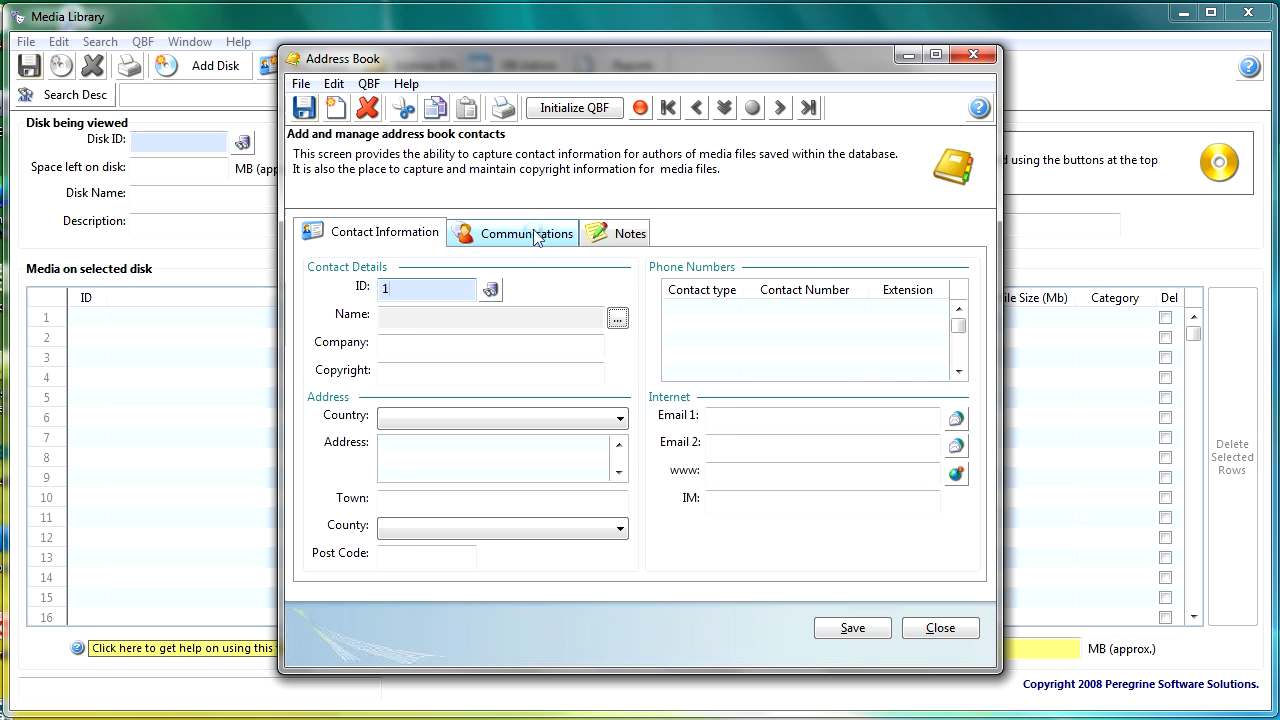 Media Library
File Edit Search QBF Window Help
Add Disk
Search Desc
Disk being viewed
Disk ID:
Space left on disk:
MB (app
Disk Name:
Description:
d using the buttons at the top
Media on selected disk
ID
ile Size (Mb) Category Del
1
2
3
4
5
6
7
8
9
10
11
12
13
14
15
16
Delete
Selected
Rows
Click here to get help on using this
MB (approx.)
Copyright 2008 Peregrine Software Solutions.
Address Book
File Edit QBF Help
Initialize QBF
Add and manage address book contacts
This screen provides the ability to capture contact information for authors of media files saved within the database.
It is also the place to capture and maintain copyright information for media files.
Contact Information Communications Notes
Contact Details
ID: 1
Name: ...
Company:
Copyright:
Address
Country:
Address:
Town:
County:
Post Code:
Phone Numbers
Contact type Contact Number Extension
Internet
Email 1:
Email 2:
www:
IM:
Save Close